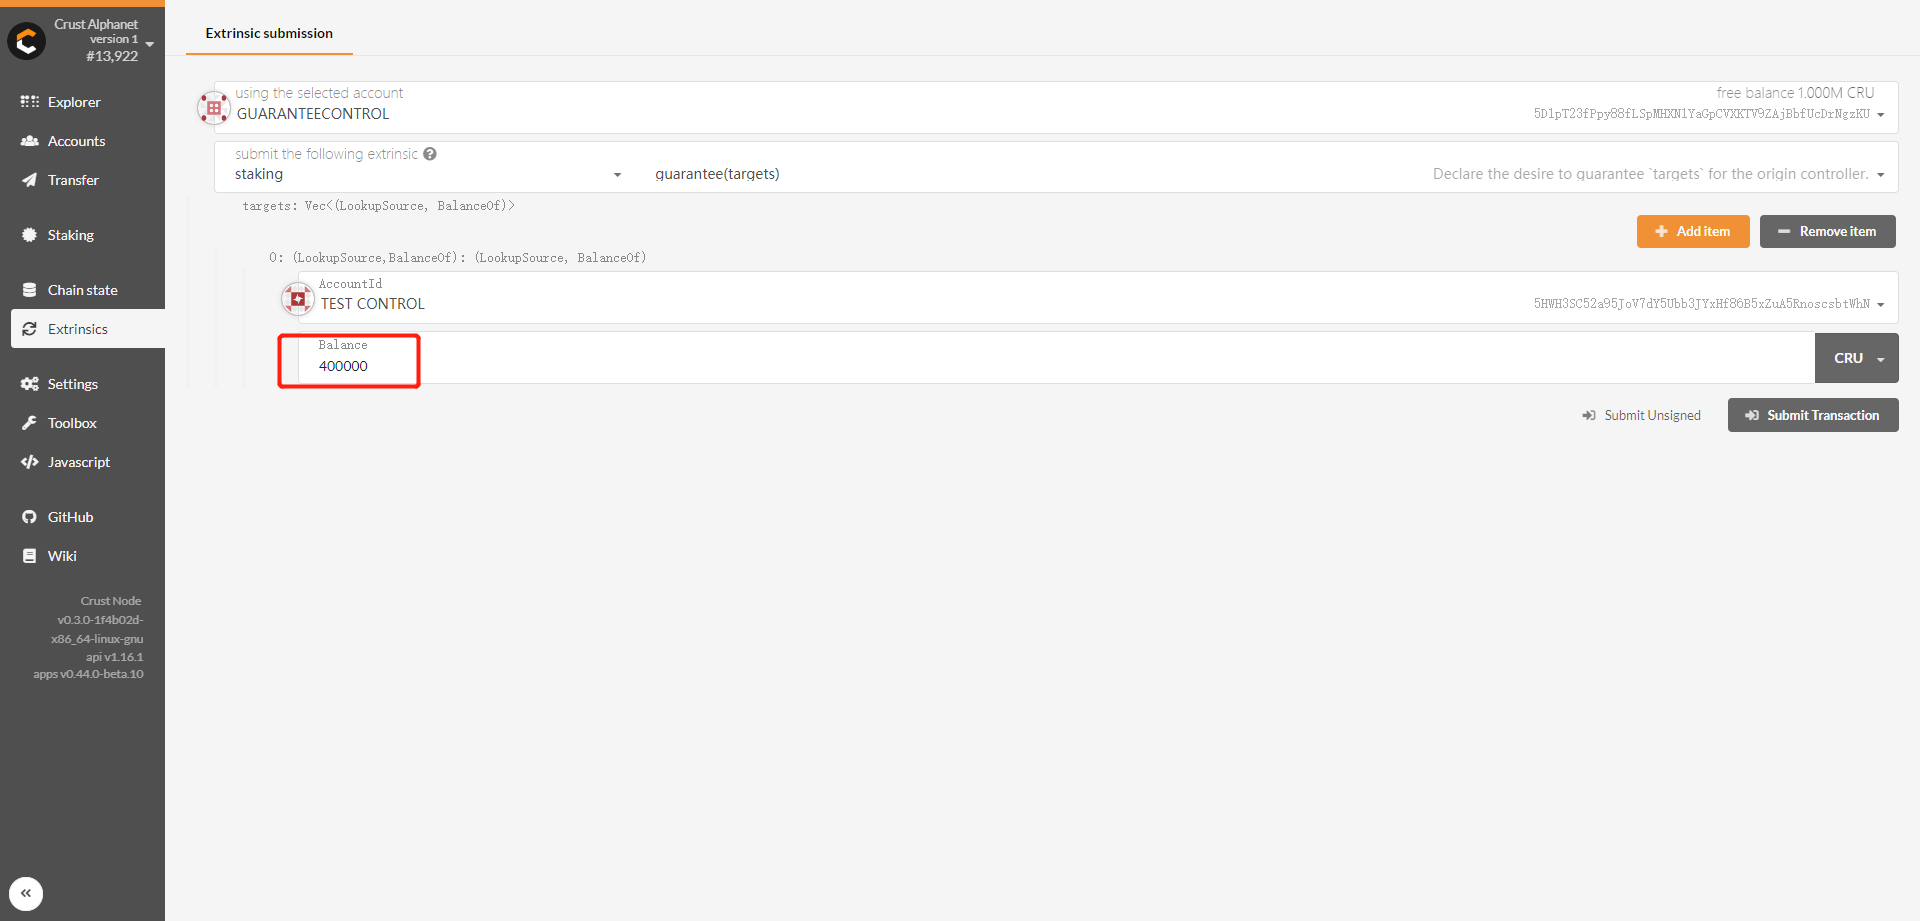 Crust Alphanet
version 1
#13,922
Explorer
Accounts
Transfer
Staking
Chain state
Extrinsics
Settings
Toolbox
Javascript
GitHub
Wiki
Crust Node
v0.3.0-1f4b02d-
x86_64-linux-gnu
api v1.16.1
apps v0.44.0-beta.10
Extrinsic submission
using the selected account
free balance 1.000M CRU
GUARANTEECONTROL
5D1pT23fPpy88fLSpMHXN1YaGpCVXKTV9ZAjBbfUcDrNgzKU
submit the following extrinsic
staking
guarantee(targets)
Declare the desire to guarantee `targets` for the origin controller.
targets: Vec<(LookupSource, BalanceOf)>
Add item
Remove item
0: (LookupSource,BalanceOf): (LookupSource, BalanceOf)
AccountId
TEST CONTROL
5HWH3SC52a95JoV7dY5Ubb3JYxHf86B5xZuA5RnoscsbtWhN
Balance
400000
CRU
Submit Unsigned
Submit Transaction